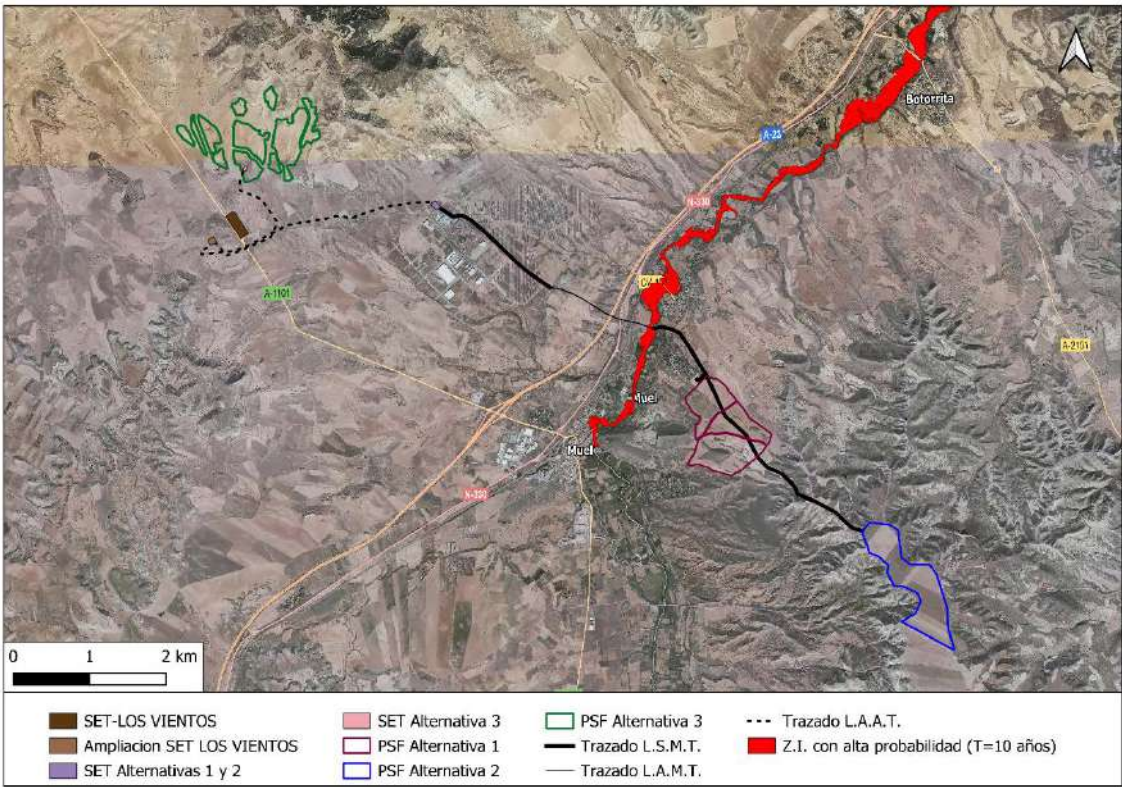 Botorrita
A-23
N-330
A-1101
A-2101
Muel
Muel
N-330
0 1 2 km
SET-LOS VIENTOS
Ampliacion SET LOS VIENTOS
SET Alternativas 1 y 2
SET Alternativa 3
PSF Alternativa 1
PSF Alternativa 2
PSF Alternativa 3
Trazado L.S.M.T.
Trazado L.A.M.T.
Trazado L.A.A.T.
Z.I. con alta probabilidad (T=10 años)